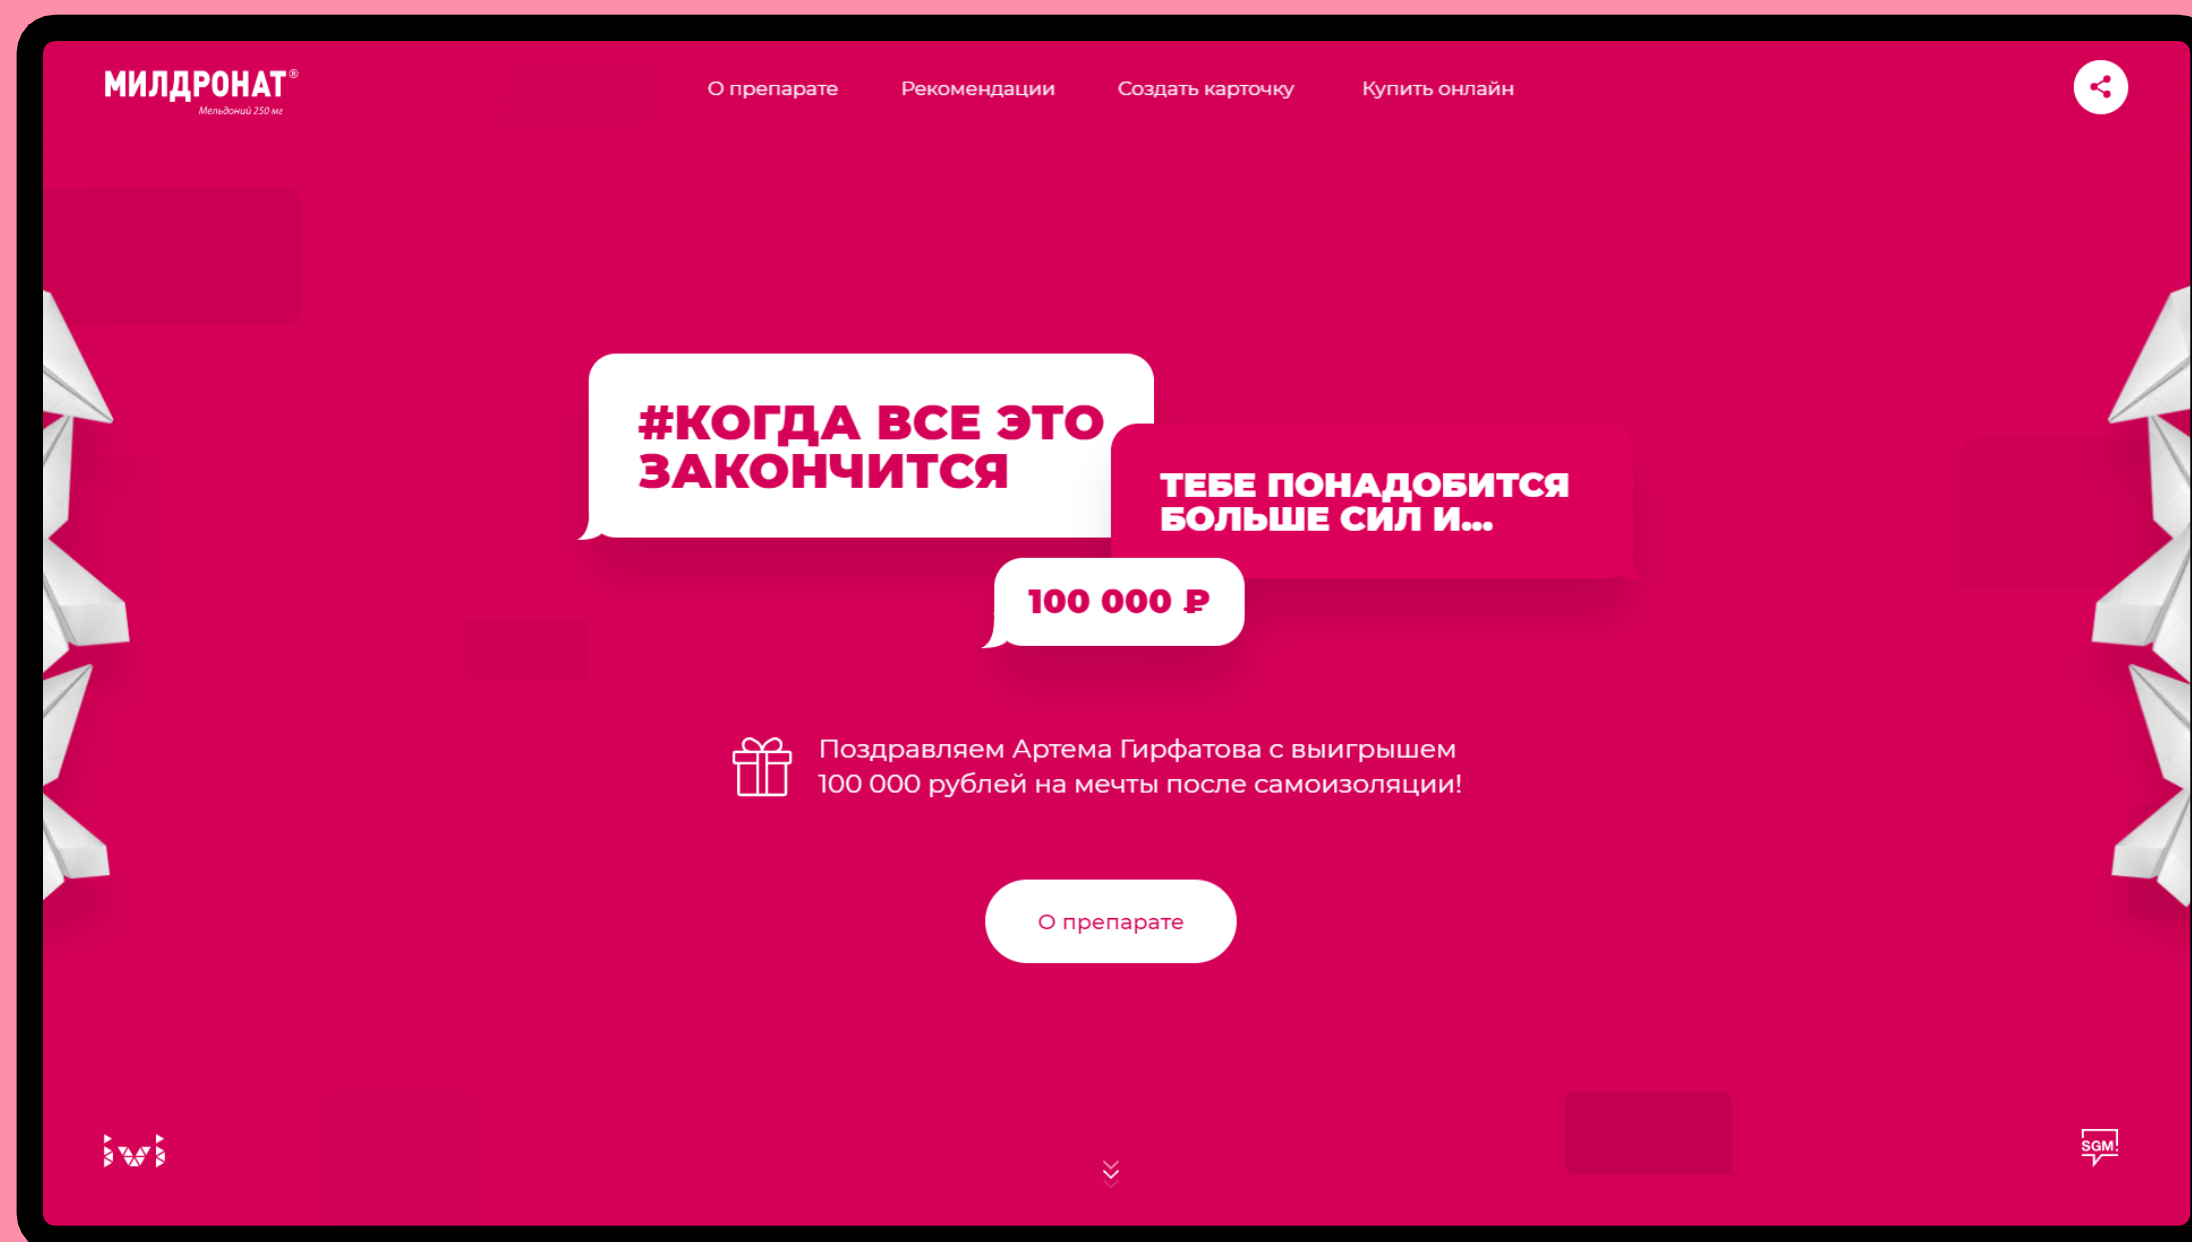 МИЛДРОНАТ®
Мельдоний 250 мг
О препарате
Рекомендации
Создать карточку
Купить онлайн
#КОГДА ВСЕ ЭТО
ЗАКОНЧИТСЯ
ТЕБЕ ПОНАДОБИТСЯ
БОЛЬШЕ СИЛ И...
100 000 ₽
Поздравляем Артема Гирфатова с выигрышем
100 000 рублей на мечты после самоизоляции!
О препарате
ivi
SGM!